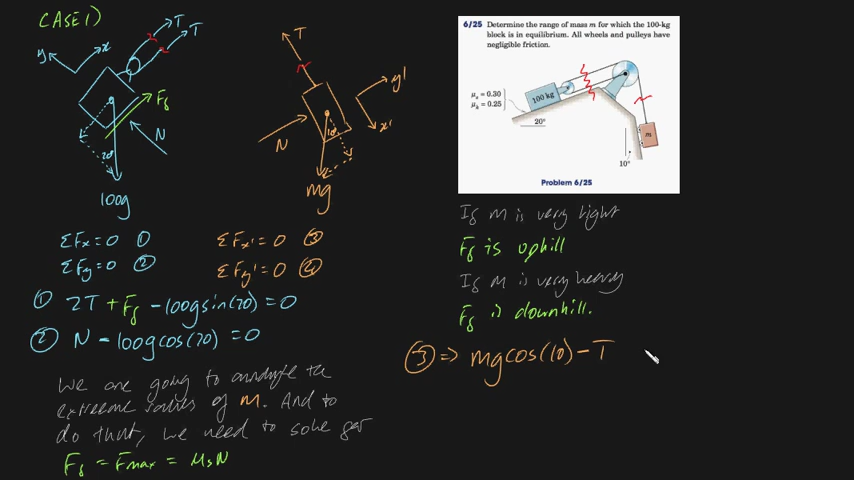 CASE 1)
T
T
x
y
Ff
N
20°
100g
T
y'
x'
N
10°
mg
6/25 Determine the range of mass m for which the 100-kg
block is in equilibrium. All wheels and pulleys have
negligible friction.
μs = 0.30
μk = 0.25
100 kg
20°
m
10°
Problem 6/25
ΣFx = 0 ①
ΣFy = 0 ②
ΣFx' = 0 ③
ΣFy' = 0 ④
① 2T + Ff - 100g sin(20) = 0
② N - 100g cos(20) = 0
We are going to analyze the
extreme values of m. And to
do that, we need to solve for
Ff = Fmax = μsN
If m is very light
Ff is uphill
If m is very heavy
Ff is downhill.
③ => mg cos(10) - T